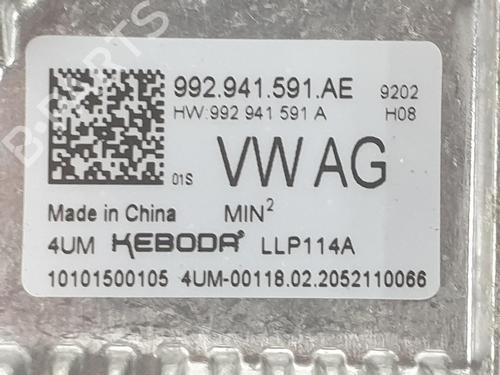 992.941.591.AE 9202
HW:992 941 591 A H08
01S VW AG
Made in China MIN²
4UM KEBODA LLP114A
10101500105 4UM-00118.02.2052110066
B-PARTS